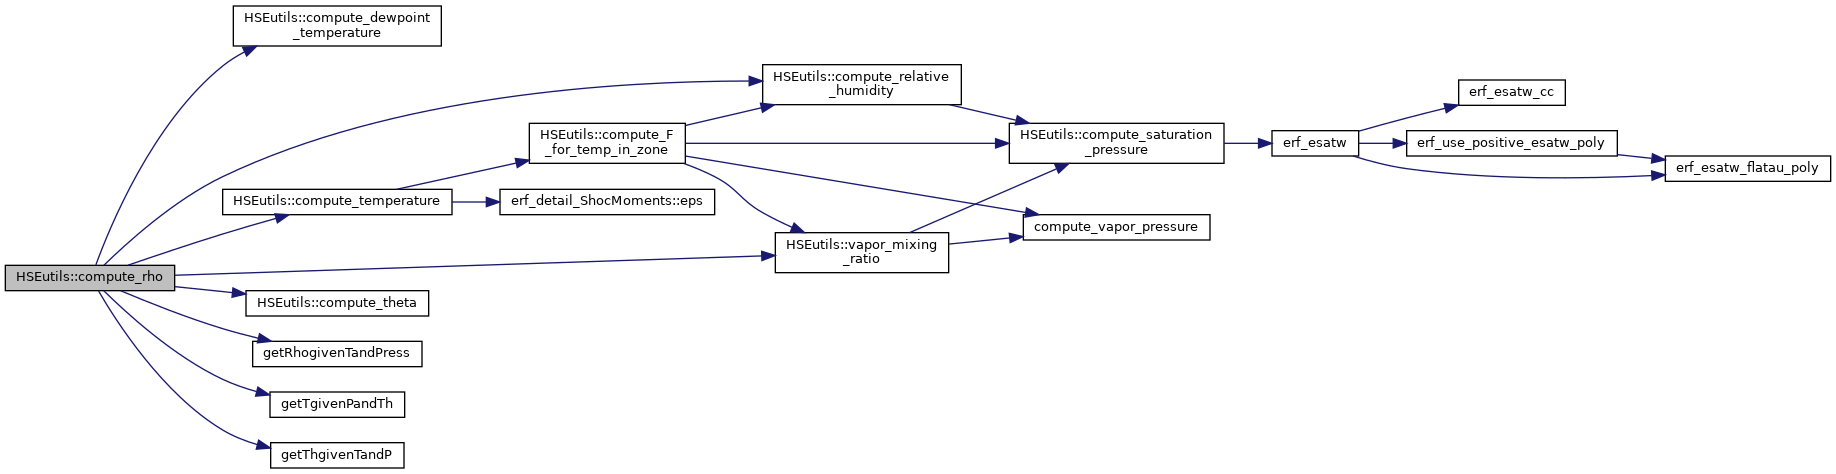 HSEutils::compute_dewpoint
_temperature
HSEutils::compute_relative
_humidity
erf_esatw_cc
HSEutils::compute_F
_for_temp_in_zone
HSEutils::compute_saturation
_pressure
erf_esatw
erf_use_positive_esatw_poly
erf_esatw_flatau_poly
HSEutils::compute_temperature
erf_detail_ShocMoments::eps
compute_vapor_pressure
HSEutils::vapor_mixing
_ratio
HSEutils::compute_rho
HSEutils::compute_theta
getRhogivenTandPress
getTgivenPandTh
getThgivenTandP